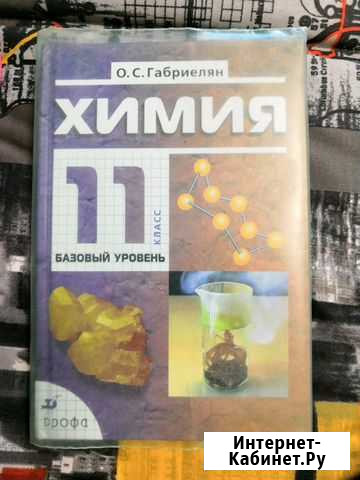 О. С. Габриелян
ХИМИЯ
11
КЛАСС
БАЗОВЫЙ УРОВЕНЬ
дрофа
Интернет-
Кабинет.Ру